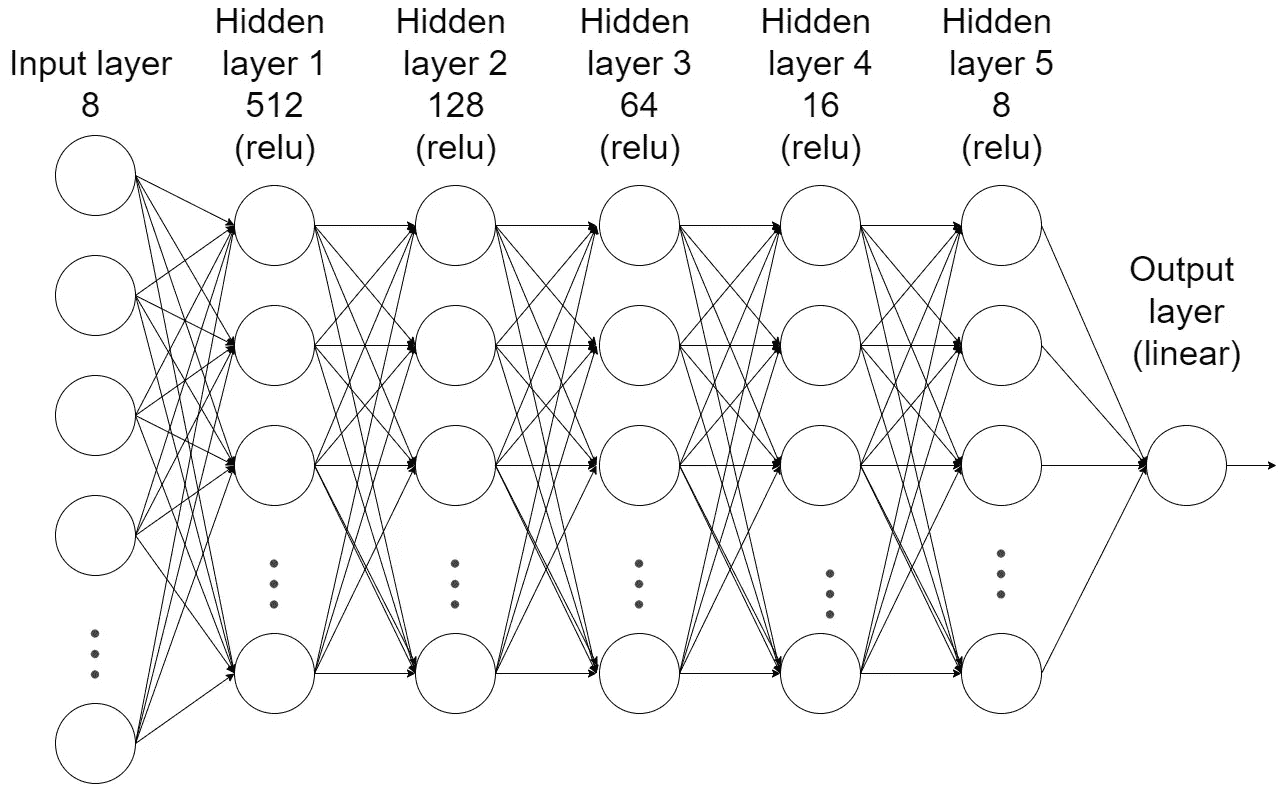 Input layer
8
Hidden
layer 1
512
(relu)
Hidden
layer 2
128
(relu)
Hidden
layer 3
64
(relu)
Hidden
layer 4
16
(relu)
Hidden
layer 5
8
(relu)
Output
layer
(linear)